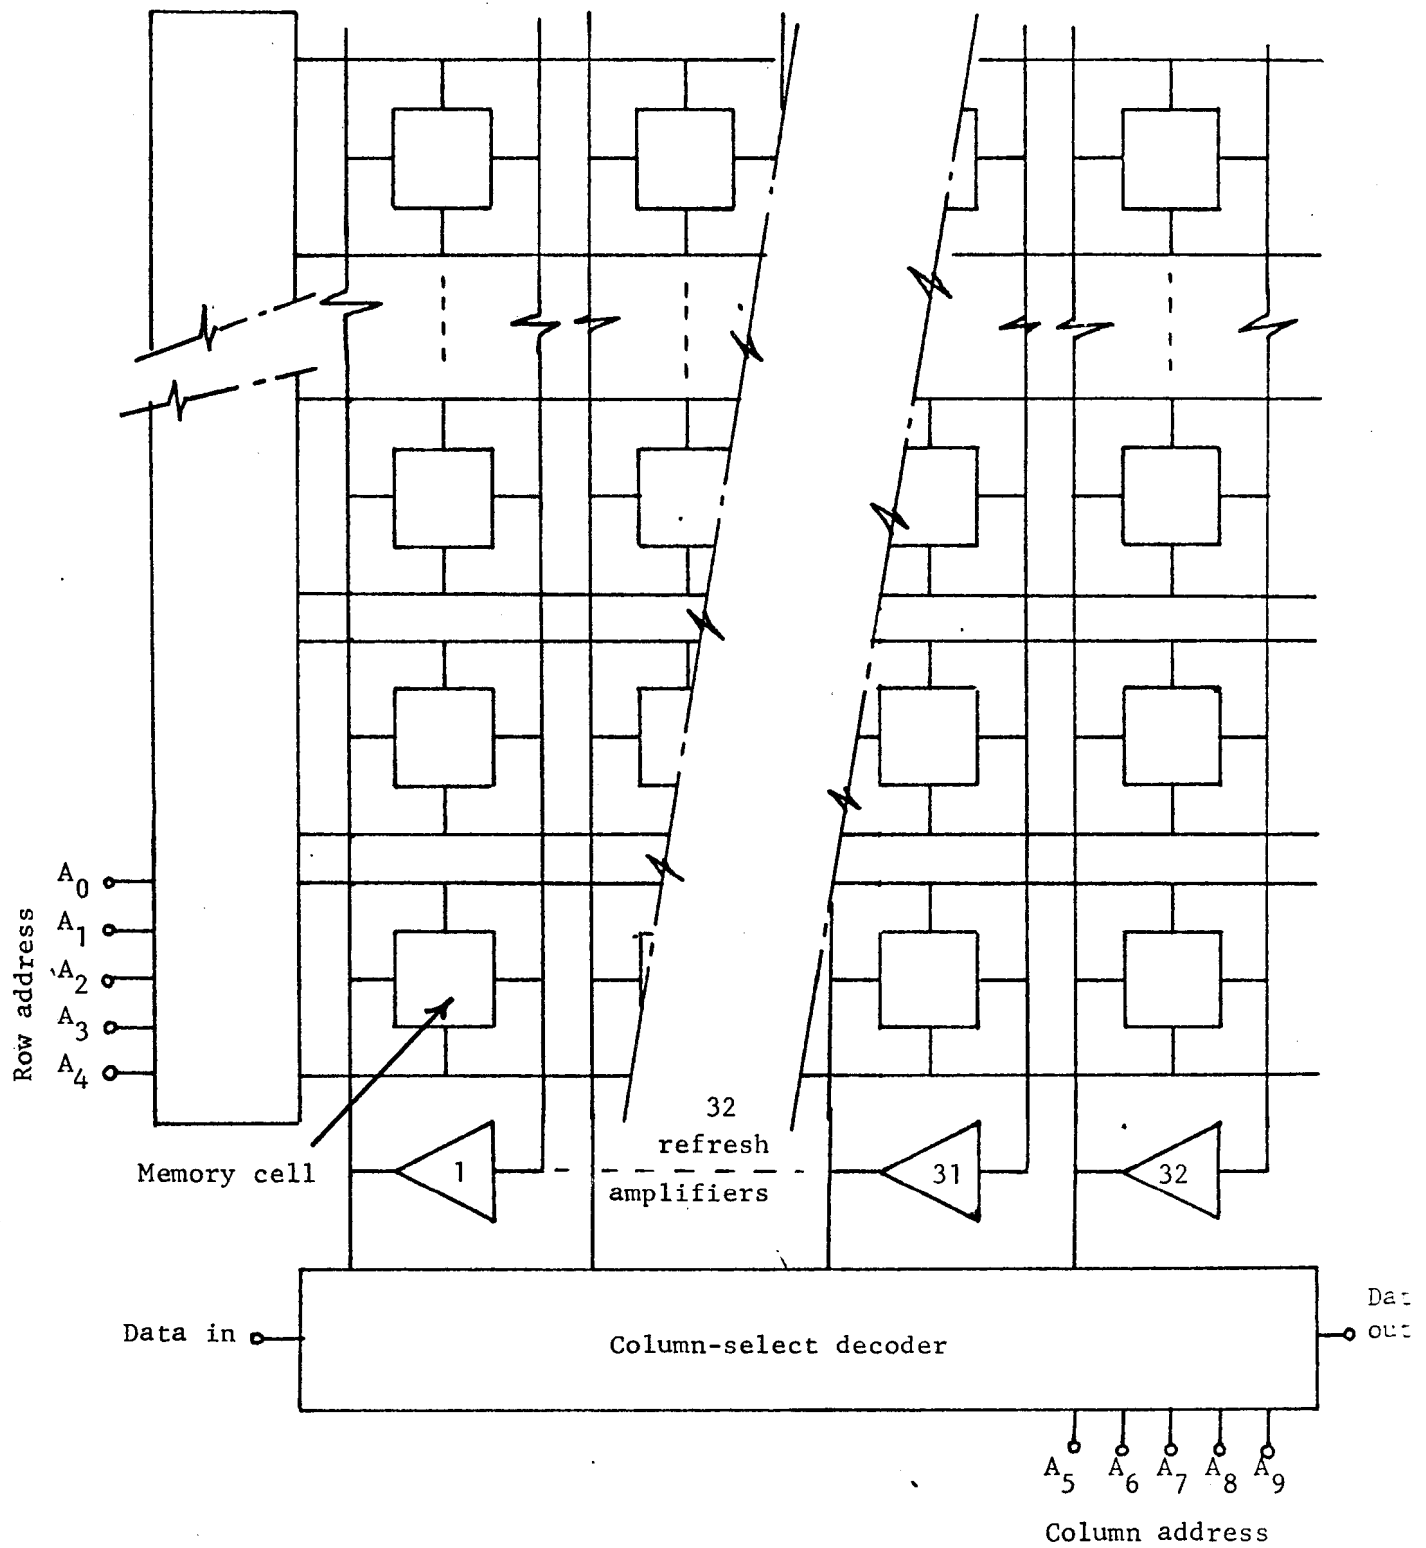 A0
A1
A2
A3
A4
Row address
Memory cell
1
32
refresh
amplifiers
31
32
Data in
Column-select decoder
out
A5 A6 A7 A8 A9
Column address